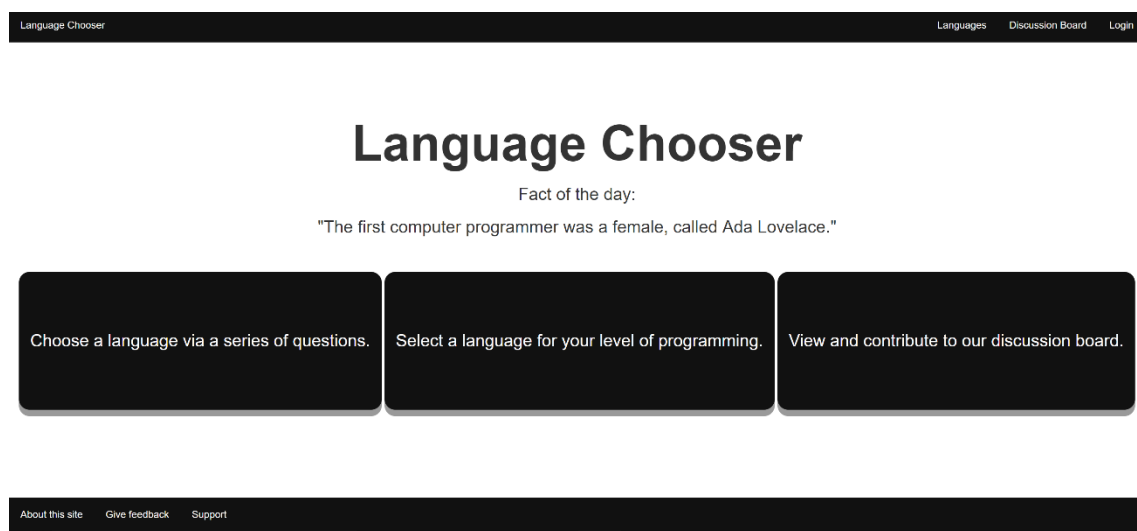 Language Chooser Languages Discussion Board Login
Language Chooser
Fact of the day:
"The first computer programmer was a female, called Ada Lovelace."
Choose a language via a series of questions.
Select a language for your level of programming.
View and contribute to our discussion board.
About this site Give feedback Support